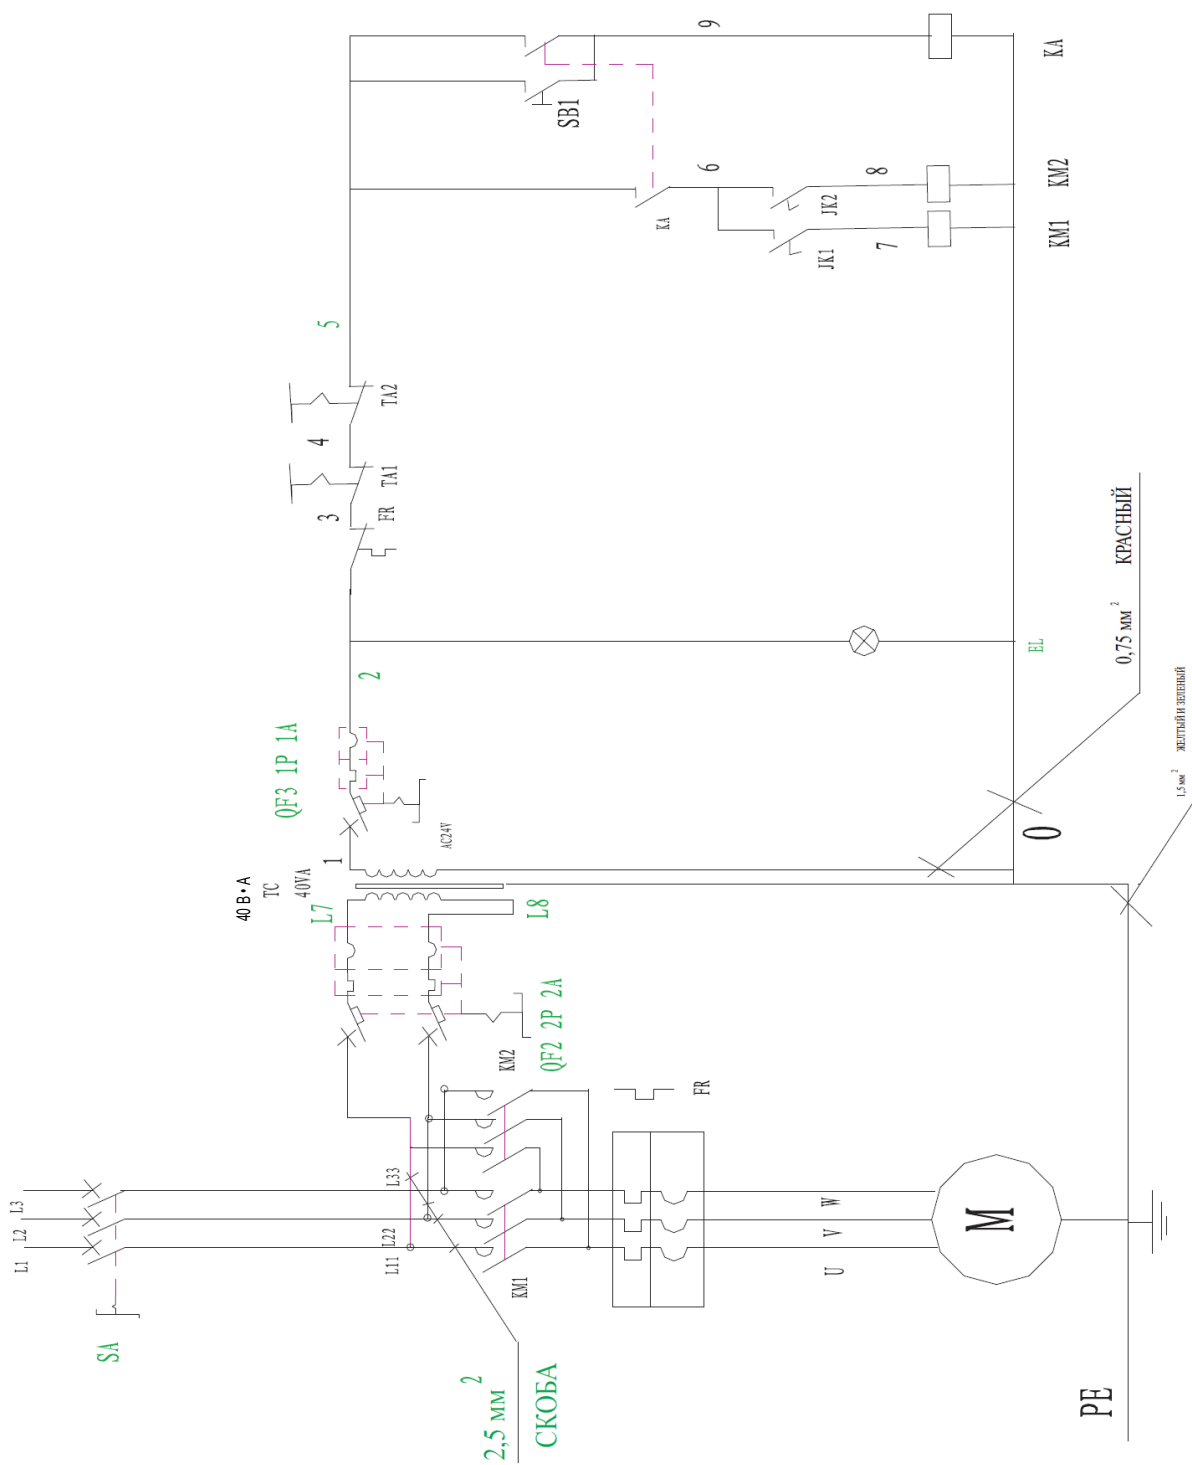 L1
L2
L3
SA
2,5 мм 2
СКОБА
L11
L22
L33
KM1
KM2
FR
U
V
W
M
PE
QF2 2P 2A
L7
L8
40 В•А
TC
40VA
1
AC24V
QF3 1P 1A
2
0
EL
1,5 мм 2 ЖЕЛТЫЙ И ЗЕЛЕНЫЙ
0,75 мм 2 КРАСНЫЙ
3
FR
TA1
4
TA2
5
KA
6
JK1
JK2
7
8
KM1
KM2
SB1
9
KA